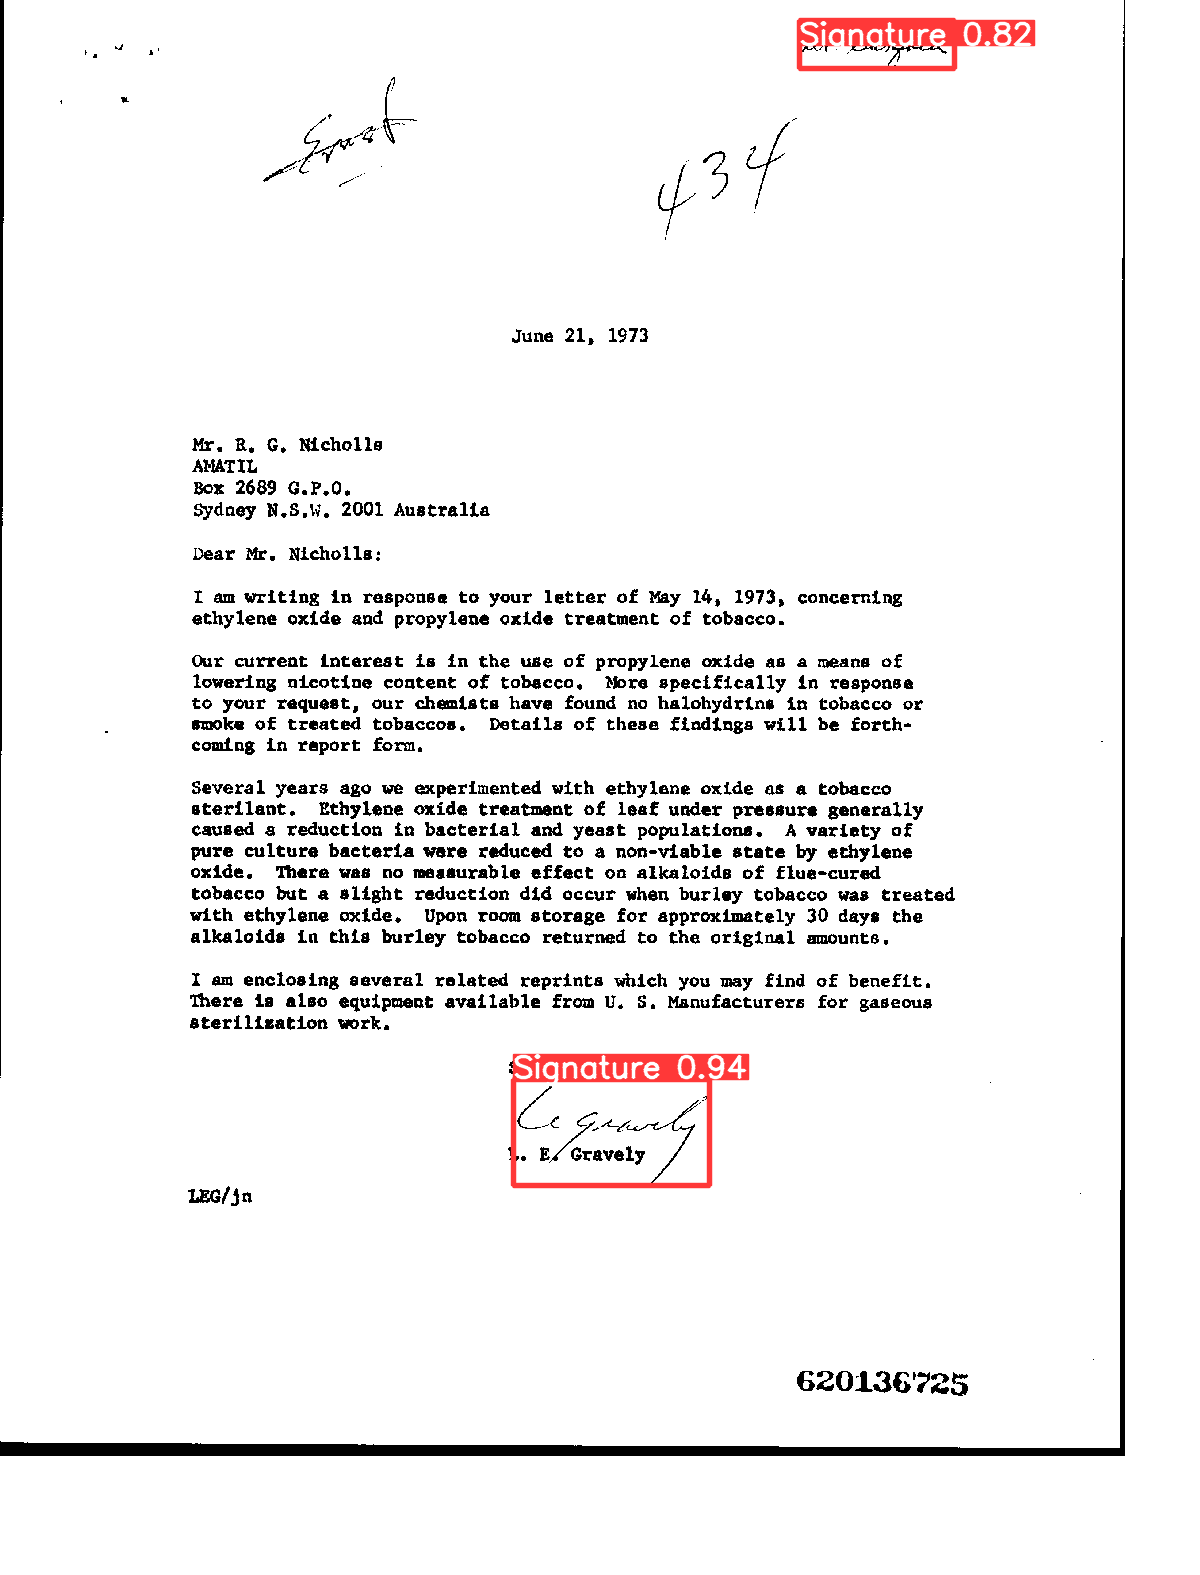 Signature 0.82
434
June 21, 1973
Mr. R. G. Nicholls
AMATIL
Box 2689 G.P.O.
Sydney N.S.W. 2001 Australia
Dear Mr. Nicholls:
I am writing in response to your letter of May 14, 1973, concerning
ethylene oxide and propylene oxide treatment of tobacco.
Our current interest is in the use of propylene oxide as a means of
lowering nicotine content of tobacco. More specifically in response
to your request, our chemists have found no halohydrins in tobacco or
smoke of treated tobaccos. Details of these findings will be forth-
coming in report form.
Several years ago we experimented with ethylene oxide as a tobacco
sterilant. Ethylene oxide treatment of leaf under pressure generally
caused a reduction in bacterial and yeast populations. A variety of
pure culture bacteria were reduced to a non-viable state by ethylene
oxide. There was no measurable effect on alkaloids of flue-cured
tobacco but a slight reduction did occur when burley tobacco was treated
with ethylene oxide. Upon room storage for approximately 30 days the
alkaloids in this burley tobacco returned to the original amounts.
I am enclosing several related reprints which you may find of benefit.
There is also equipment available from U. S. Manufacturers for gaseous
sterilization work.
Signature 0.94
Le Gravely
L. E. Gravely
LEG/jn
620136725